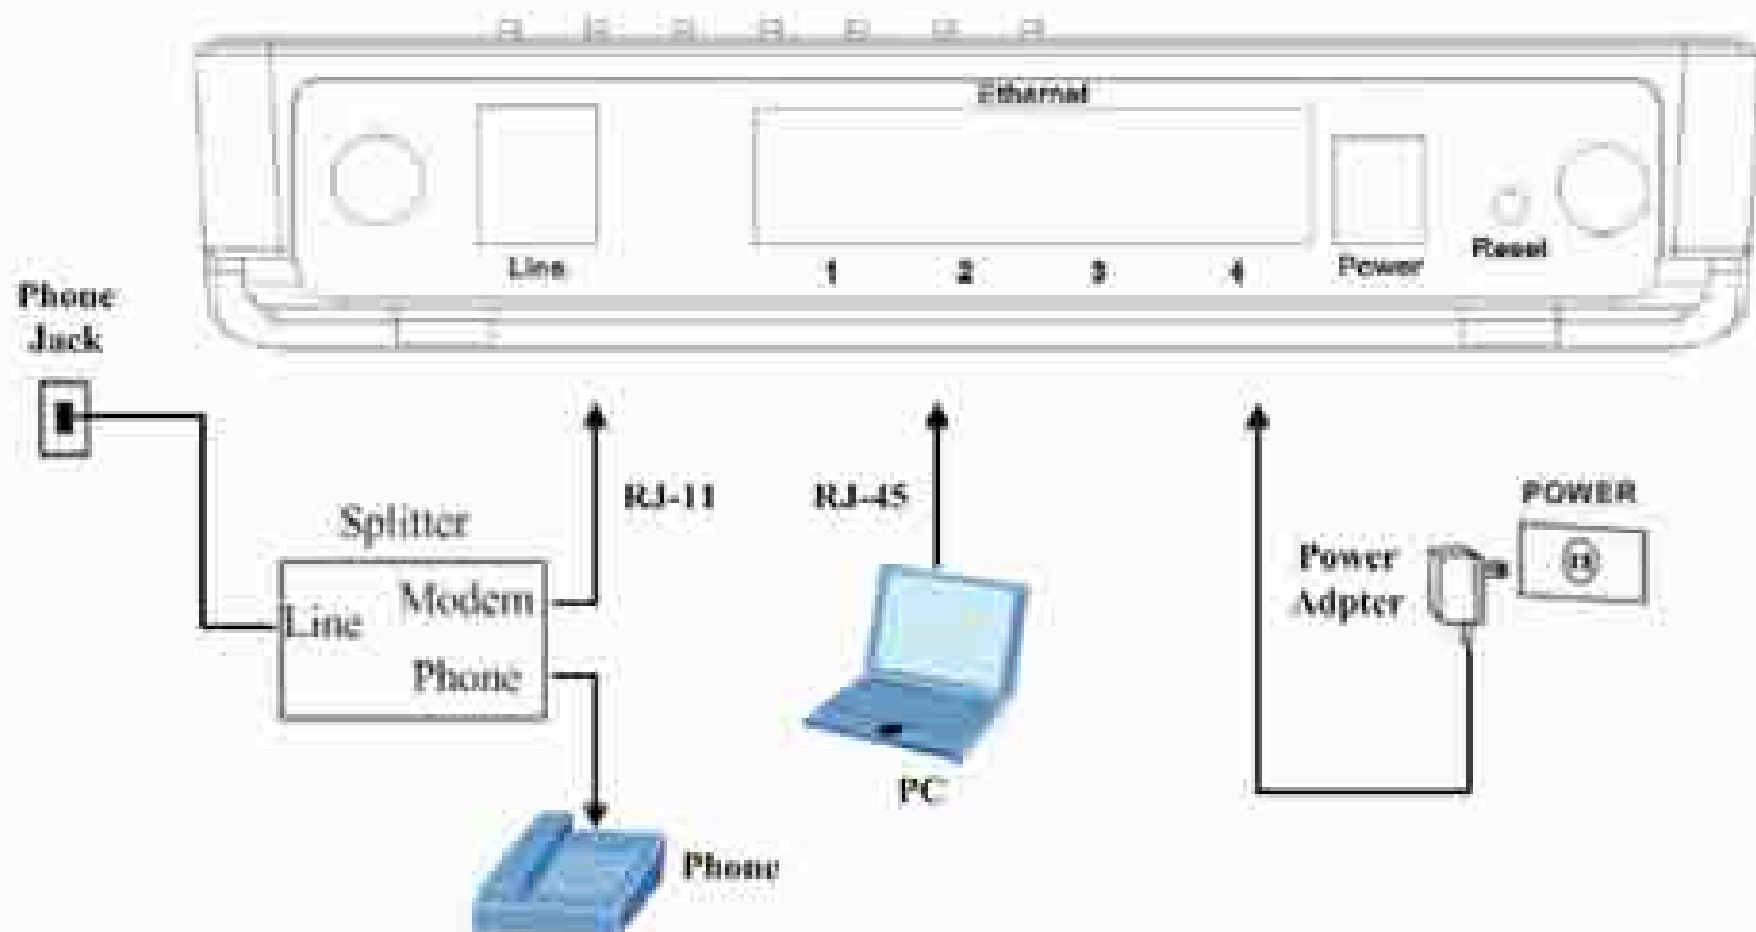 Ethernet
Line
1
2
3
4
Power
Reset
Phone
Jack
RJ-11
RJ-45
POWER
Splitter
Power
Adpter
Modem
Line
Phone
PC
Phone